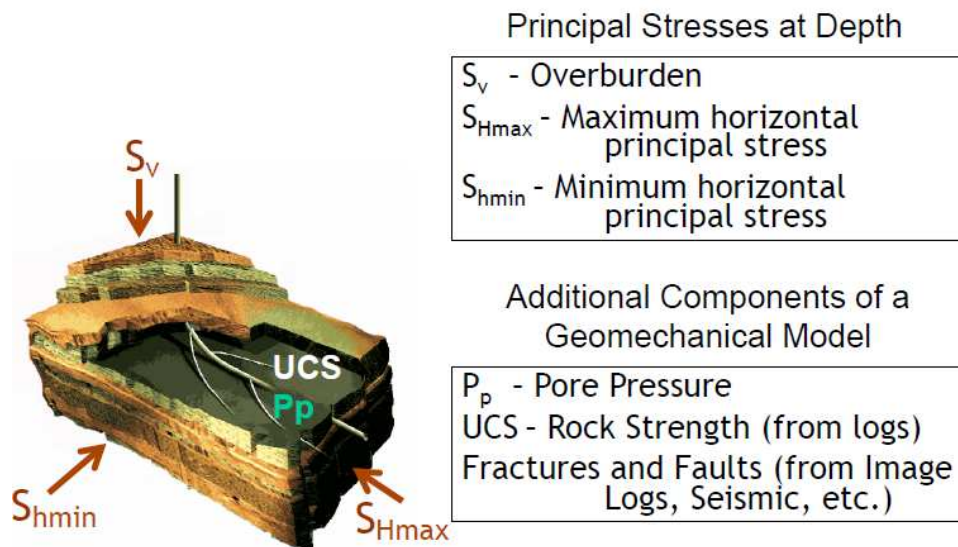 Principal Stresses at Depth
Sv - Overburden
SHmax - Maximum horizontal
principal stress
Shmin - Minimum horizontal
principal stress
Additional Components of a
Geomechanical Model
Pp - Pore Pressure
UCS - Rock Strength (from logs)
Fractures and Faults (from Image
Logs, Seismic, etc.)
Sv
UCS
Pp
Shmin
SHmax